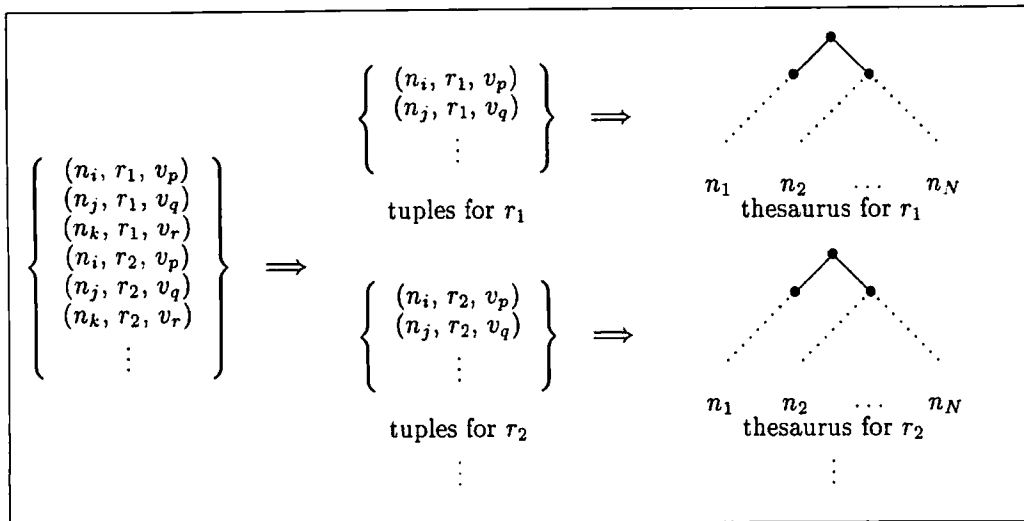 (n_i, r_1, v_p)
(n_j, r_1, v_q)
(n_k, r_1, v_r)
(n_i, r_2, v_p)
(n_j, r_2, v_q)
(n_k, r_2, v_r)
⋮
⟹
(n_i, r_1, v_p)
(n_j, r_1, v_q)
⋮
tuples for r_1
⟹
n_1 n_2 ⋯ n_N
thesaurus for r_1
(n_i, r_2, v_p)
(n_j, r_2, v_q)
⋮
tuples for r_2
⋮
⟹
n_1 n_2 ⋯ n_N
thesaurus for r_2
⋮